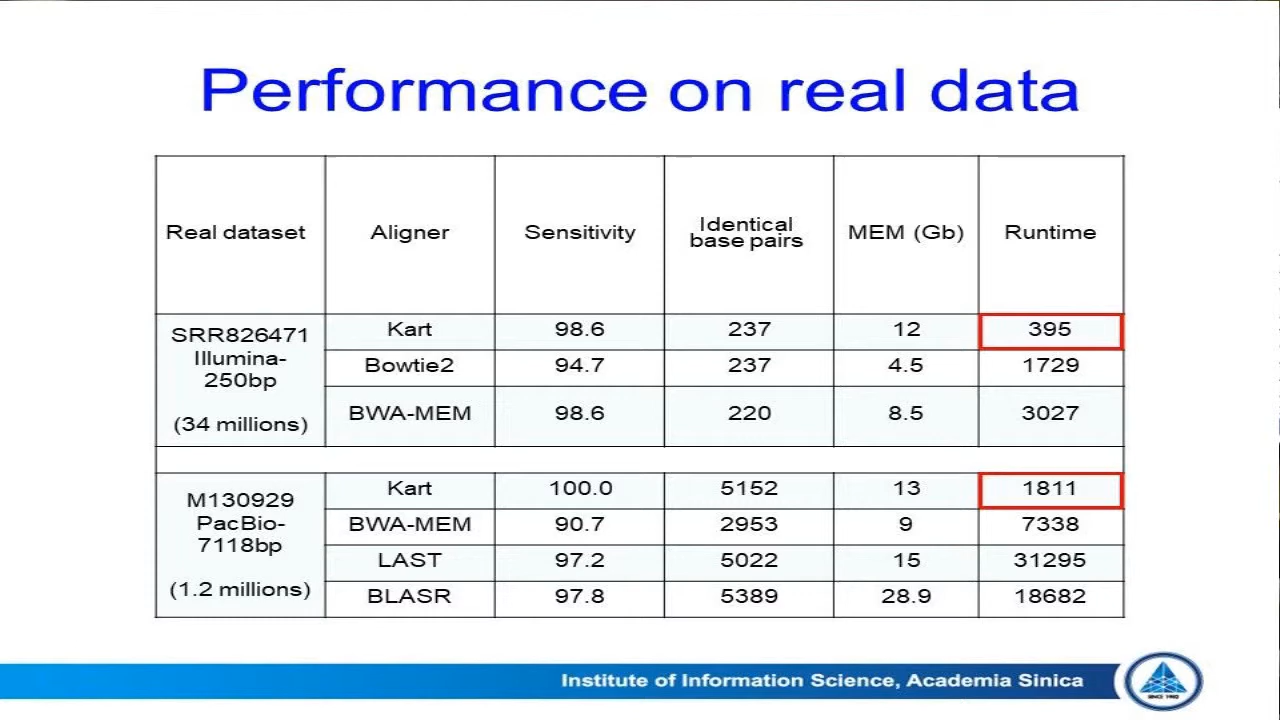 Performance on real data
Real dataset Aligner Sensitivity Identical base pairs MEM (Gb) Runtime
SRR826471
Illumina-
250bp
(34 millions)
Kart 98.6 237 12 395
Bowtie2 94.7 237 4.5 1729
BWA-MEM 98.6 220 8.5 3027
M130929
PacBio-
7118bp
(1.2 millions)
Kart 100.0 5152 13 1811
BWA-MEM 90.7 2953 9 7338
LAST 97.2 5022 15 31295
BLASR 97.8 5389 28.9 18682
Institute of Information Science, Academia Sinica